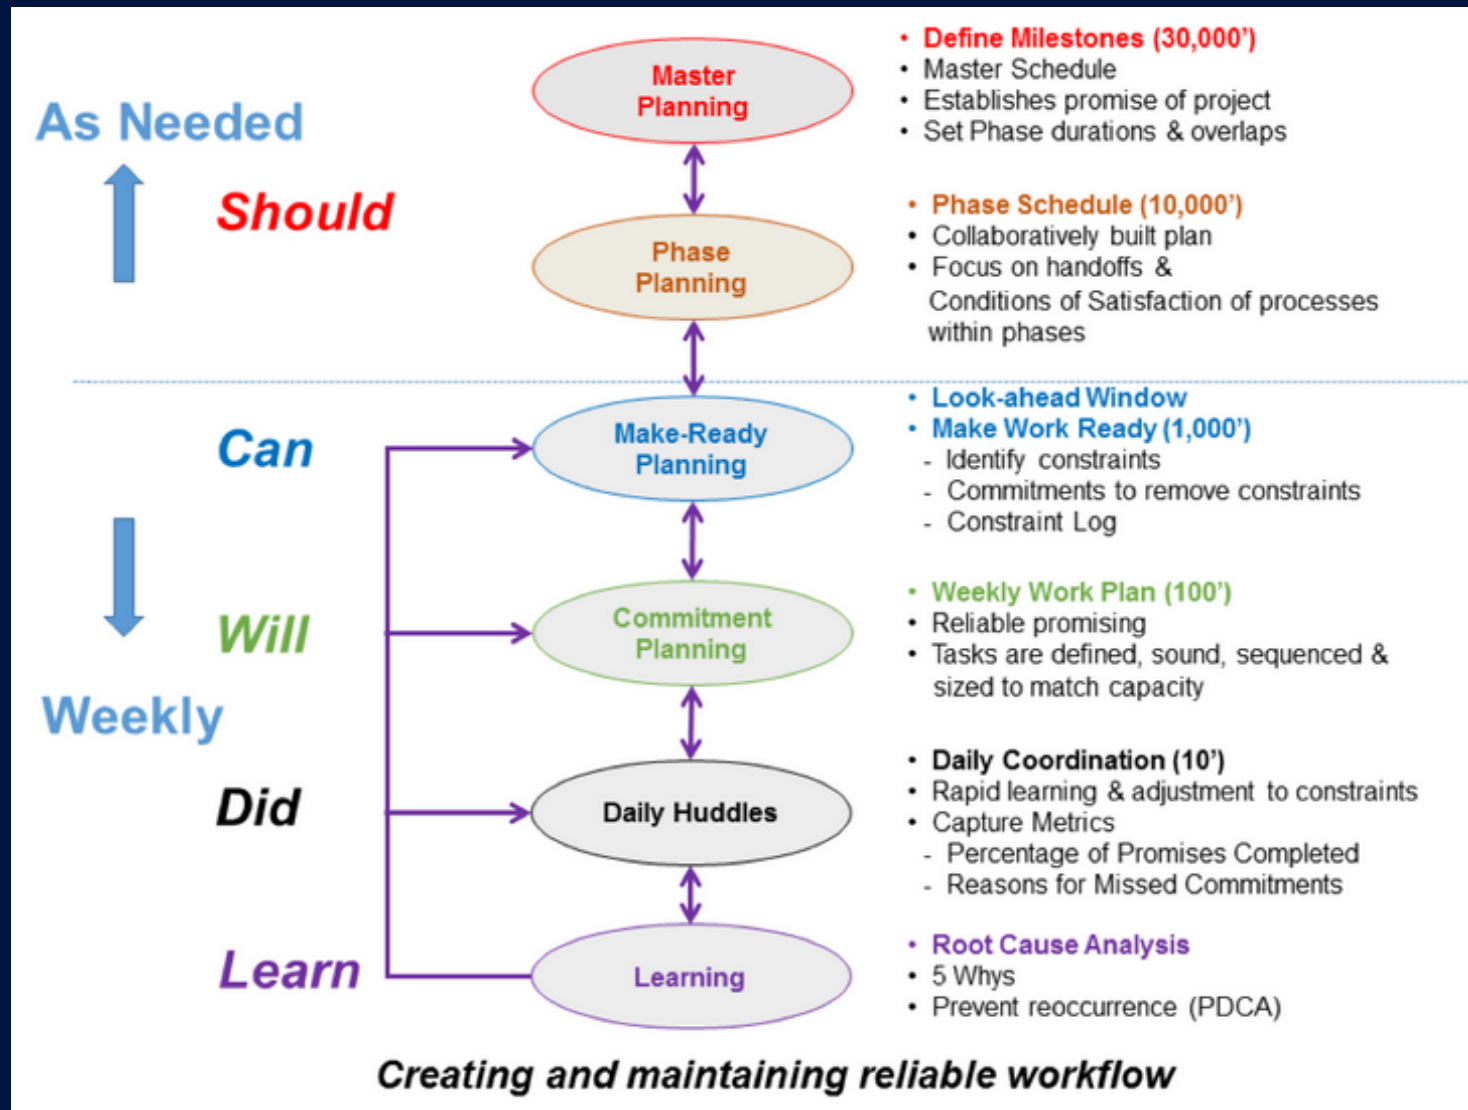 As Needed
Should
Can
Will
Weekly
Did
Learn
Master
Planning
• Define Milestones (30,000’)
• Master Schedule
• Establishes promise of project
• Set Phase durations & overlaps
Phase
Planning
• Phase Schedule (10,000’)
• Collaboratively built plan
• Focus on handoffs &
Conditions of Satisfaction of processes
within phases
Make-Ready
Planning
• Look-ahead Window
• Make Work Ready (1,000’)
- Identify constraints
- Commitments to remove constraints
- Constraint Log
Commitment
Planning
• Weekly Work Plan (100’)
• Reliable promising
• Tasks are defined, sound, sequenced &
sized to match capacity
Daily Huddles
• Daily Coordination (10’)
• Rapid learning & adjustment to constraints
• Capture Metrics
- Percentage of Promises Completed
- Reasons for Missed Commitments
Learning
• Root Cause Analysis
• 5 Whys
• Prevent reoccurrence (PDCA)
Creating and maintaining reliable workflow